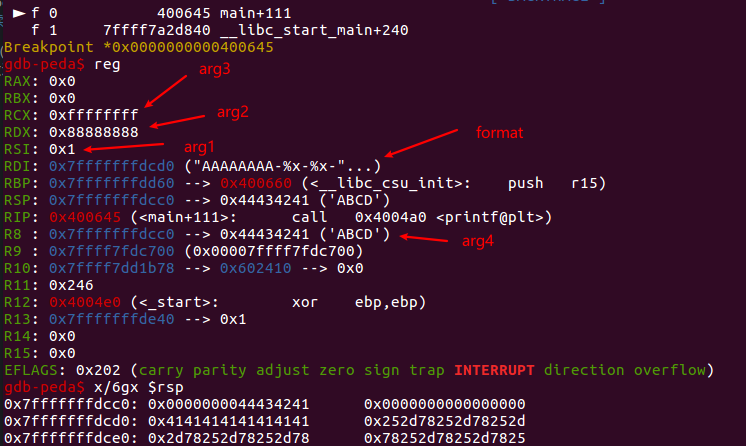 ► f 0           400645 main+111
  f 1     7ffff7a2d840 __libc_start_main+240
Breakpoint *0x0000000000400645
gdb-peda$ reg
RAX: 0x0
RBX: 0x0
RCX: 0xffffffff arg3
RDX: 0x88888888 arg2
RSI: 0x1 arg1
RDI: 0x7fffffffdcd0 ("AAAAAAAA-%x-%x-"...) format
RBP: 0x7fffffffdd60 --> 0x400660 (<__libc_csu_init>:    push   r15)
RSP: 0x7fffffffdcc0 --> 0x44434241 ('ABCD')
RIP: 0x400645 (<main+111>:      call   0x4004a0 <printf@plt>)
R8 : 0x7fffffffdcc0 --> 0x44434241 ('ABCD') arg4
R9 : 0x7ffff7fdc700 (0x00007ffff7fdc700)
R10: 0x7ffff7dd1b78 --> 0x602410 --> 0x0
R11: 0x246
R12: 0x4004e0 (<_start>:        xor    ebp,ebp)
R13: 0x7fffffffde40 --> 0x1
R14: 0x0
R15: 0x0
EFLAGS: 0x202 (carry parity adjust zero sign trap INTERRUPT direction overflow)
gdb-peda$ x/6gx $rsp
0x7fffffffdcc0: 0x0000000044434241      0x0000000000000000
0x7fffffffdcd0: 0x4141414141414141      0x252d78252d78252d
0x7fffffffdce0: 0x2d78252d78252d78      0x78252d78252d7825